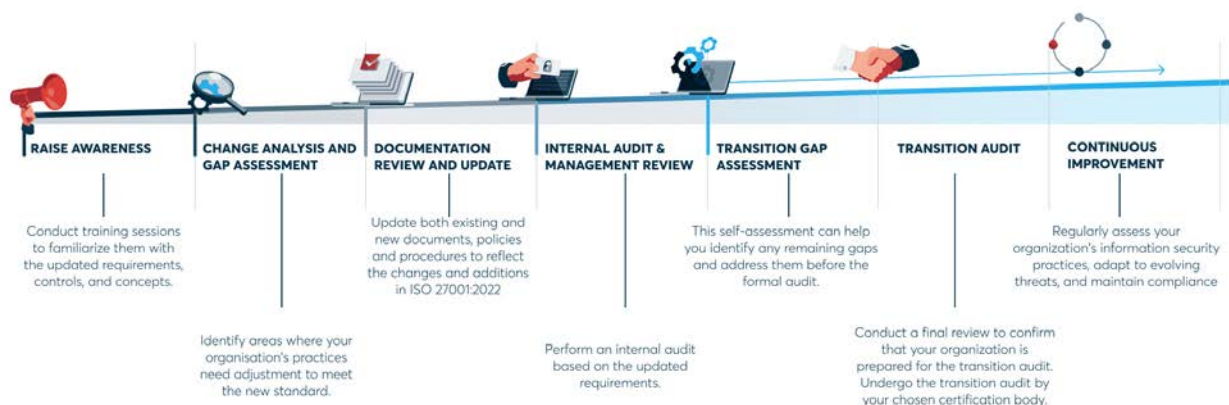 RAISE AWARENESS
Conduct training sessions
to familiarize them with
the updated requirements,
controls, and concepts.
CHANGE ANALYSIS AND
GAP ASSESSMENT
Identify areas where your
organisation's practices
need adjustment to meet
the new standard.
DOCUMENTATION
REVIEW AND UPDATE
Update both existing and
new documents, policies
and procedures to reflect
the changes and additions
in ISO 27001:2022
INTERNAL AUDIT &
MANAGEMENT REVIEW
Perform an internal audit
based on the updated
requirements.
TRANSITION GAP
ASSESSMENT
This self-assessment can help
you identify any remaining gaps
and address them before the
formal audit.
TRANSITION AUDIT
Conduct a final review to confirm
that your organization is
prepared for the transition audit.
Undergo the transition audit by
your chosen certification body.
CONTINUOUS
IMPROVEMENT
Regularly assess your
organization's information security
practices, adapt to evolving
threats, and maintain compliance